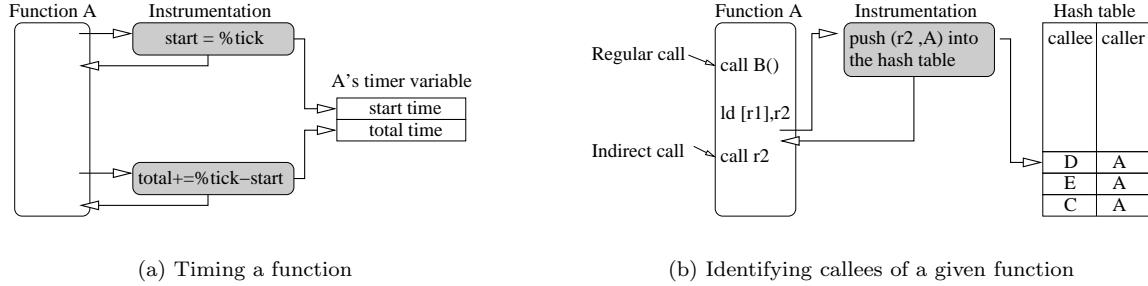 Function A
Instrumentation
start = %tick
A's timer variable
start time
total time
total+=%tick−start
(a) Timing a function
Function A
Instrumentation
Hash table
callee caller
push (r2 ,A) into
the hash table
Regular call
call B()
ld [r1],r2
Indirect call
call r2
D A
E A
C A
(b) Identifying callees of a given function